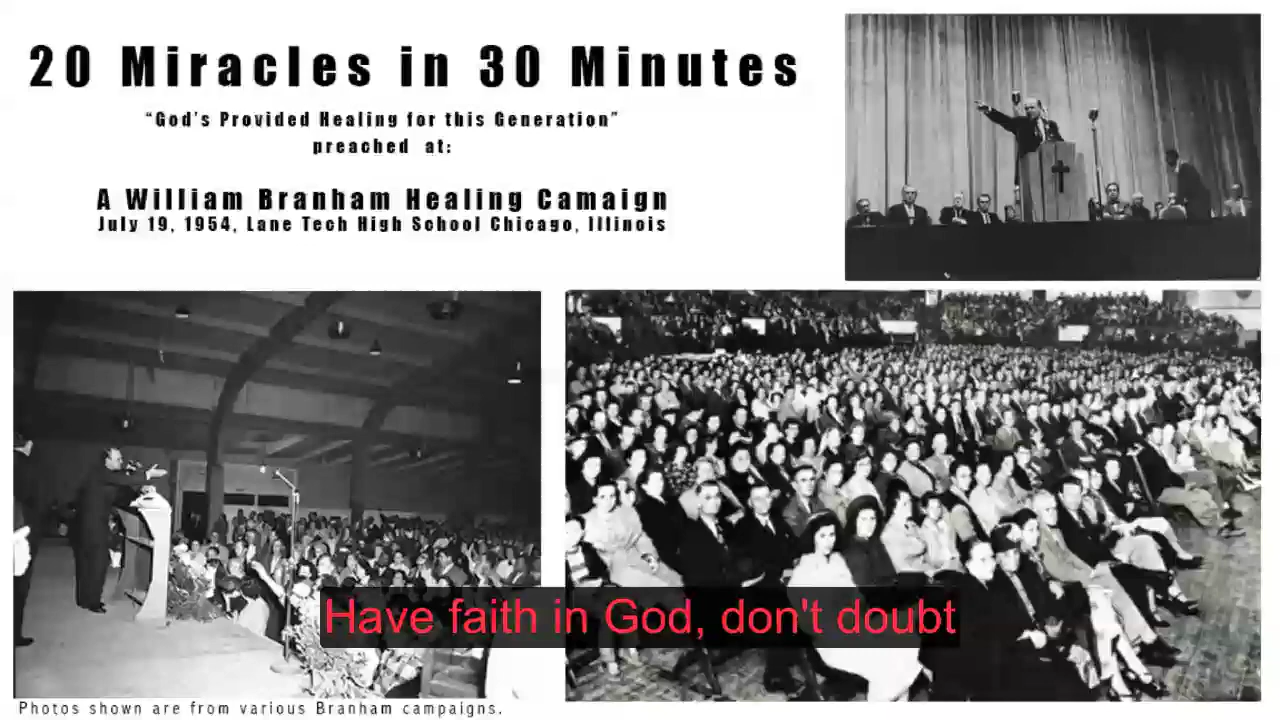 20 Miracles in 30 Minutes
“God's Provided Healing for this Generation”
preached at:
A William Branham Healing Camaign
July 19, 1954, Lane Tech High School Chicago, Illinois
Have faith in God, don't doubt
Photos shown are from various Branham campaigns.